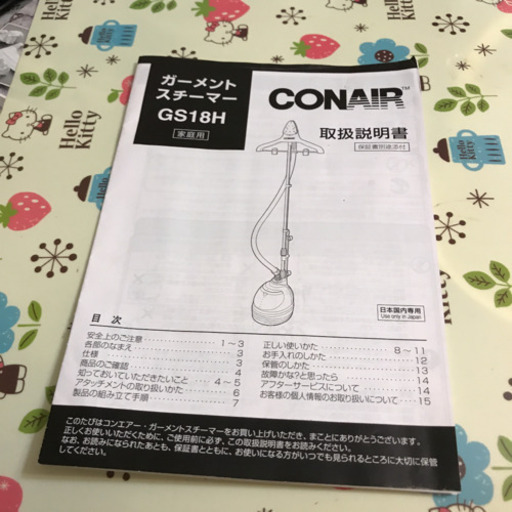 ガーメント
スチーマー
GS18H
家庭用
CONAIR™
取扱説明書
保証書別途添付
日本国内専用
Use only in Japan
目 次
安全上のご注意 1~3
各部のなまえ 3
仕様 3
商品のご確認 4
知っておいていただきたいこと 4~5
アタッチメントの取り扱いかた 6
製品の組み立て手順 7
正しい使いかた 8~11
お手入れのしかた 12
保管のしかた 13
故障かな?と思ったら 14
アフターサービスについて 14
お客様の個人情報のお取り扱いについて 15
このたびはコンエアー・ガーメントスチーマーをお買い上げいただき、まことにありがとうございます。
正しくお使いいただくために、ご使用前に必ず、この取扱説明書をお読みください。
なお、お読みになられたあとも、保証書とともに、お使いになる方がいつでも見られるところに大切に保管
してください。
Hello Kitty
Hello Kitty
Hello Kitty
Hello Kitty